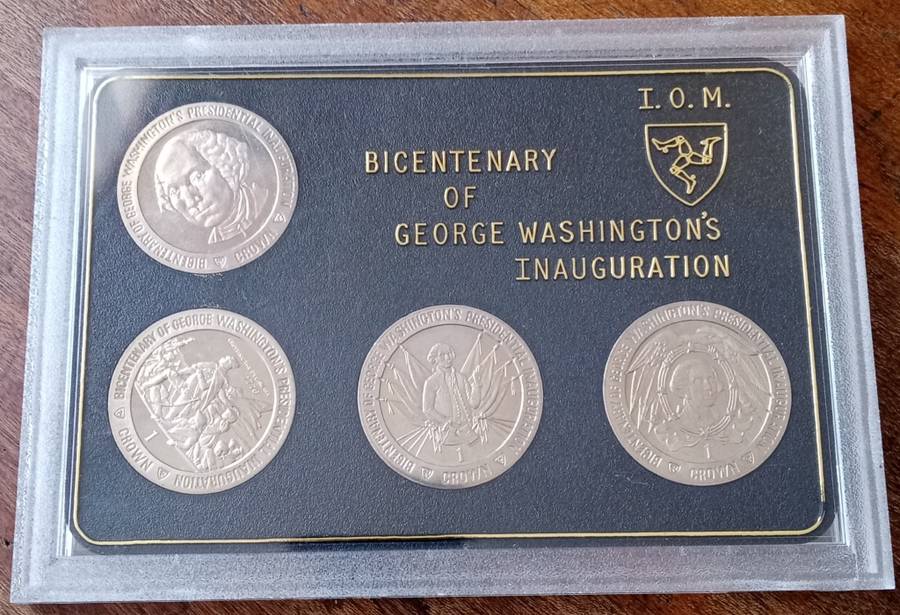 I. O. M.
BICENTENARY
OF
GEORGE WASHINGTON'S
INAUGURATION
BICENTENARY OF GEORGE WASHINGTON'S PRESIDENTIAL INAUGURATION
CROWN
BICENTENARY OF GEORGE WASHINGTON'S PRESIDENTIAL INAUGURATION
CROWN
1
BICENTENARY OF GEORGE WASHINGTON'S PRESIDENTIAL INAUGURATION
CROWN
1
BICENTENARY OF GEORGE WASHINGTON'S PRESIDENTIAL INAUGURATION
CROWN
1